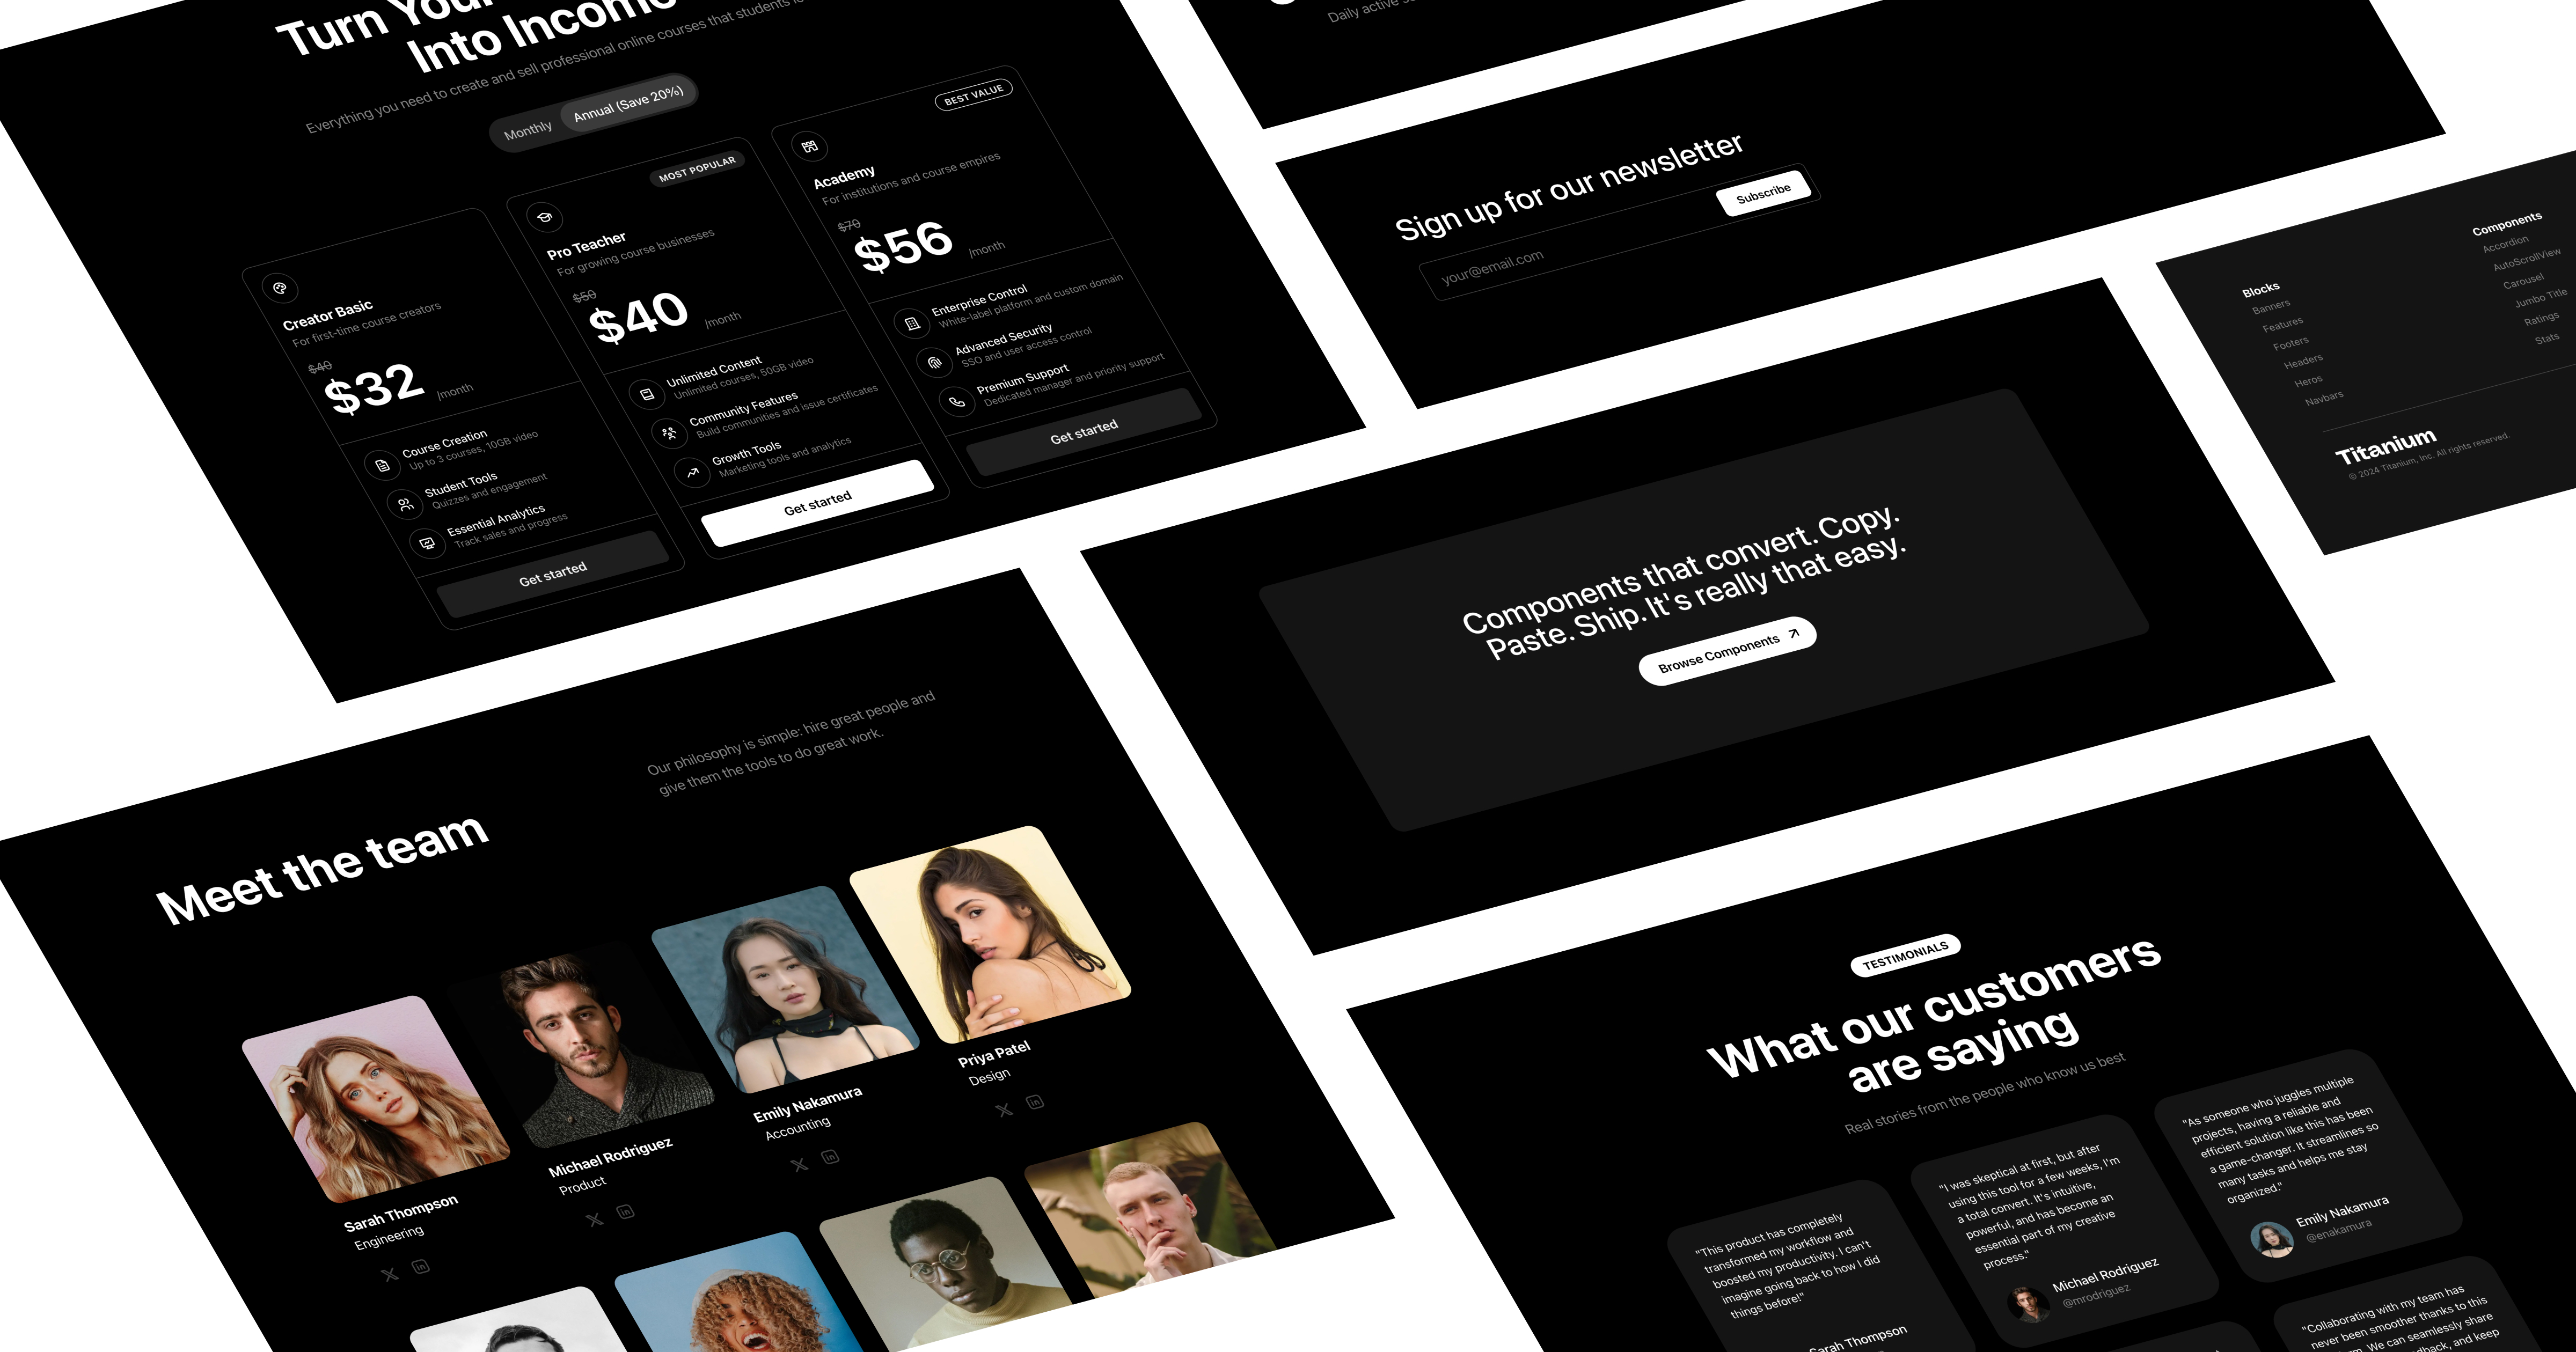 Turn Your
Into Income
Everything you need to create and sell professional online courses that students
Monthly
Annual (Save 20%)
Creator Basic
For first-time course creators
$40
$32 /month
Course Creation
Up to 3 courses, 10GB video
Student Tools
Quizzes and engagement
Essential Analytics
Track sales and progress
Get started
MOST POPULAR
Pro Teacher
For growing course businesses
$50
$40 /month
Unlimited Content
Unlimited courses, 50GB video
Community Features
Build communities and issue certificates
Growth Tools
Marketing tools and analytics
Get started
BEST VALUE
Academy
For institutions and course empires
$70
$56 /month
Enterprise Control
White-label platform and custom domain
Advanced Security
SSO and user access control
Premium Support
Dedicated manager and priority support
Get started
Daily active
Sign up for our newsletter
your@email.com
Subscribe
Blocks
Banners
Features
Footers
Headers
Heros
Navbars
Components
Accordion
AutoScrollView
Carousel
Jumbo Title
Ratings
Stats
Titanium
© 2024 Titanium, Inc. All rights reserved.
Components that convert. Copy.
Paste. Ship. It's really that easy.
Browse Components
Meet the team
Our philosophy is simple: hire great people and
give them the tools to do great work.
Sarah Thompson
Engineering
Michael Rodriguez
Product
Emily Nakamura
Accounting
Priya Patel
Design
TESTIMONIALS
What our customers
are saying
Real stories from the people who know us best
"This product has completely
transformed my workflow and
boosted my productivity. I can't
imagine going back to how I did
things before!"
Sarah Thompson
"I was skeptical at first, but after
using this tool for a few weeks, I'm
a total convert. It's intuitive,
powerful, and has become an
essential part of my creative
process."
Michael Rodriguez
@mrodriguez
"As someone who juggles multiple
projects, having a reliable and
efficient solution like this has been
a game-changer. It streamlines so
many tasks and helps me stay
organized."
Emily Nakamura
@enakamura
"Collaborating with my team has
never been smoother thanks to this
We can seamlessly share
and keep